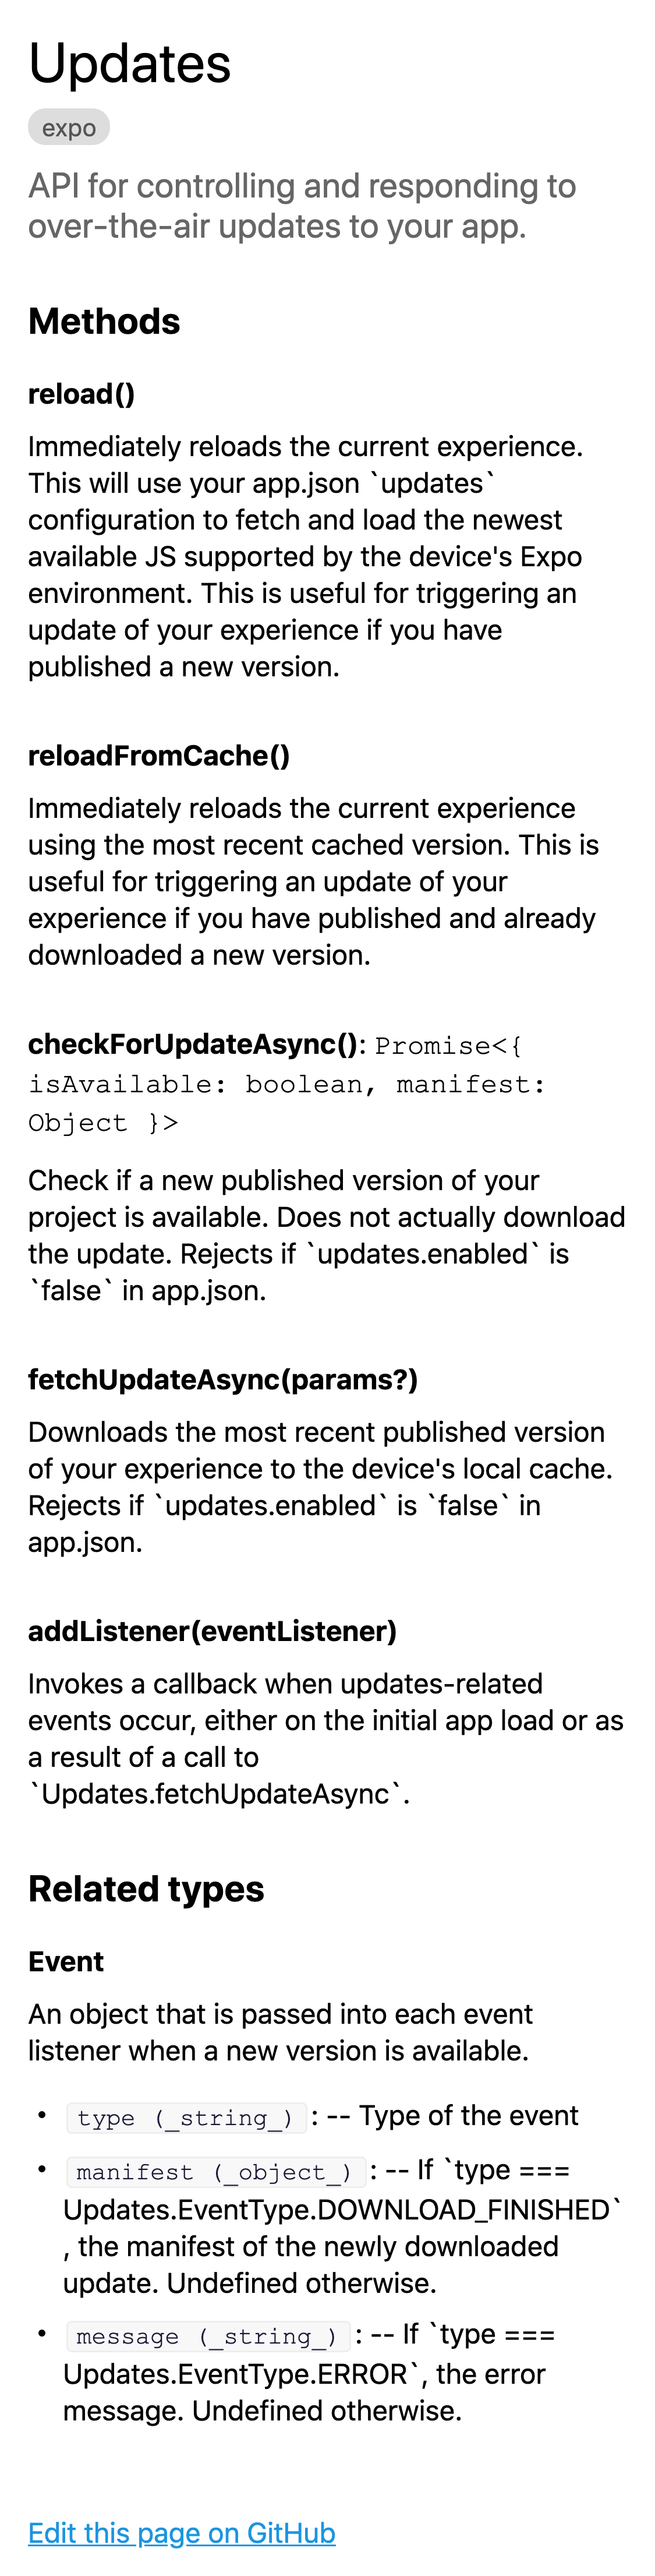 Updates
expo
API for controlling and responding to
over-the-air updates to your app.
Methods
reload()
Immediately reloads the current experience.
This will use your app.json `updates`
configuration to fetch and load the newest
available JS supported by the device's Expo
environment. This is useful for triggering an
update of your experience if you have
published a new version.
reloadFromCache()
Immediately reloads the current experience
using the most recent cached version. This is
useful for triggering an update of your
experience if you have published and already
downloaded a new version.
checkForUpdateAsync(): Promise<{
isAvailable: boolean, manifest:
Object }>
Check if a new published version of your
project is available. Does not actually download
the update. Rejects if `updates.enabled` is
`false` in app.json.
fetchUpdateAsync(params?)
Downloads the most recent published version
of your experience to the device's local cache.
Rejects if `updates.enabled` is `false` in
app.json.
addListener(eventListener)
Invokes a callback when updates-related
events occur, either on the initial app load or as
a result of a call to
`Updates.fetchUpdateAsync`.
Related types
Event
An object that is passed into each event
listener when a new version is available.
• type (_string_) : -- Type of the event
• manifest (_object_) : -- If `type ===
Updates.EventType.DOWNLOAD_FINISHED`
, the manifest of the newly downloaded
update. Undefined otherwise.
• message (_string_) : -- If `type ===
Updates.EventType.ERROR`, the error
message. Undefined otherwise.
Edit this page on GitHub